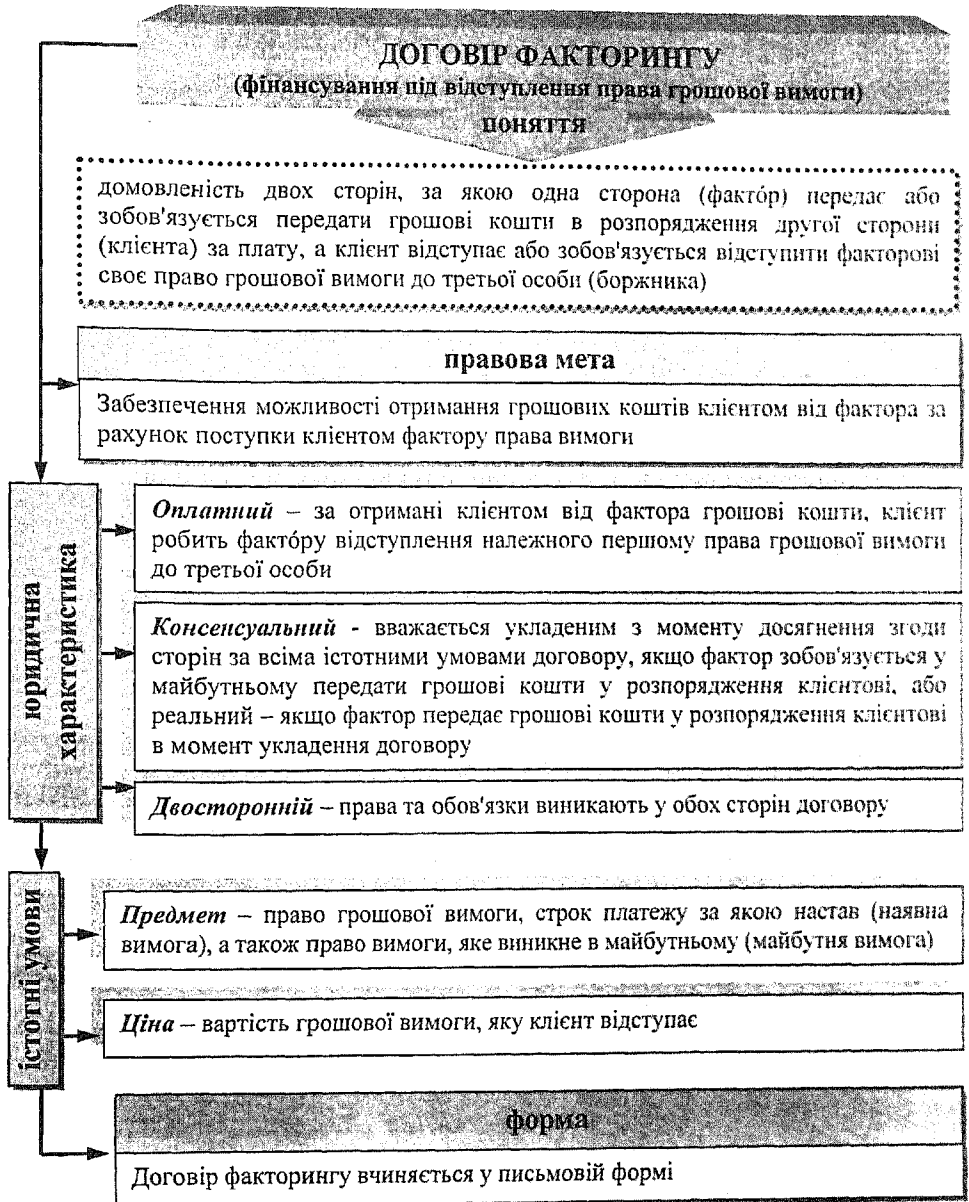 ДОГОВІР ФАКТОРИНГУ
(фінансування під відступлення права грошової вимоги)
поняття
домовленість двох сторін, за якою одна сторона (факто́р) передає або
зобов'язується передати грошові кошти в розпорядження другої сторони
(клієнта) за плату, а клієнт відступає або зобов'язується відступити факторові
своє право грошової вимоги до третьої особи (боржника)
правова мета
Забезпечення можливості отримання грошових коштів клієнтом від фактора за
рахунок поступки клієнтом фактору права вимоги
юридична
характеристика
Оплатний – за отримані клієнтом від фактора грошові кошти, клієнт
робить факто́ру відступлення належного першому права грошової вимоги
до третьої особи
Консенсуальний - вважається укладеним з моменту досягнення згоди
сторін за всіма істотними умовами договору, якщо фактор зобов'язується у
майбутньому передати грошові кошти у розпорядження клієнтові, або
реальний – якщо фактор передає грошові кошти у розпорядження клієнтові
в момент укладення договору
Двосторонній – права та обов'язки виникають у обох сторін договору
істотні умови
Предмет – право грошової вимоги, строк платежу за якою настав (наявна
вимога), а також право вимоги, яке виникне в майбутньому (майбутня вимога)
Ціна – вартість грошової вимоги, яку клієнт відступає
форма
Договір факторингу вчиняється у письмовій формі